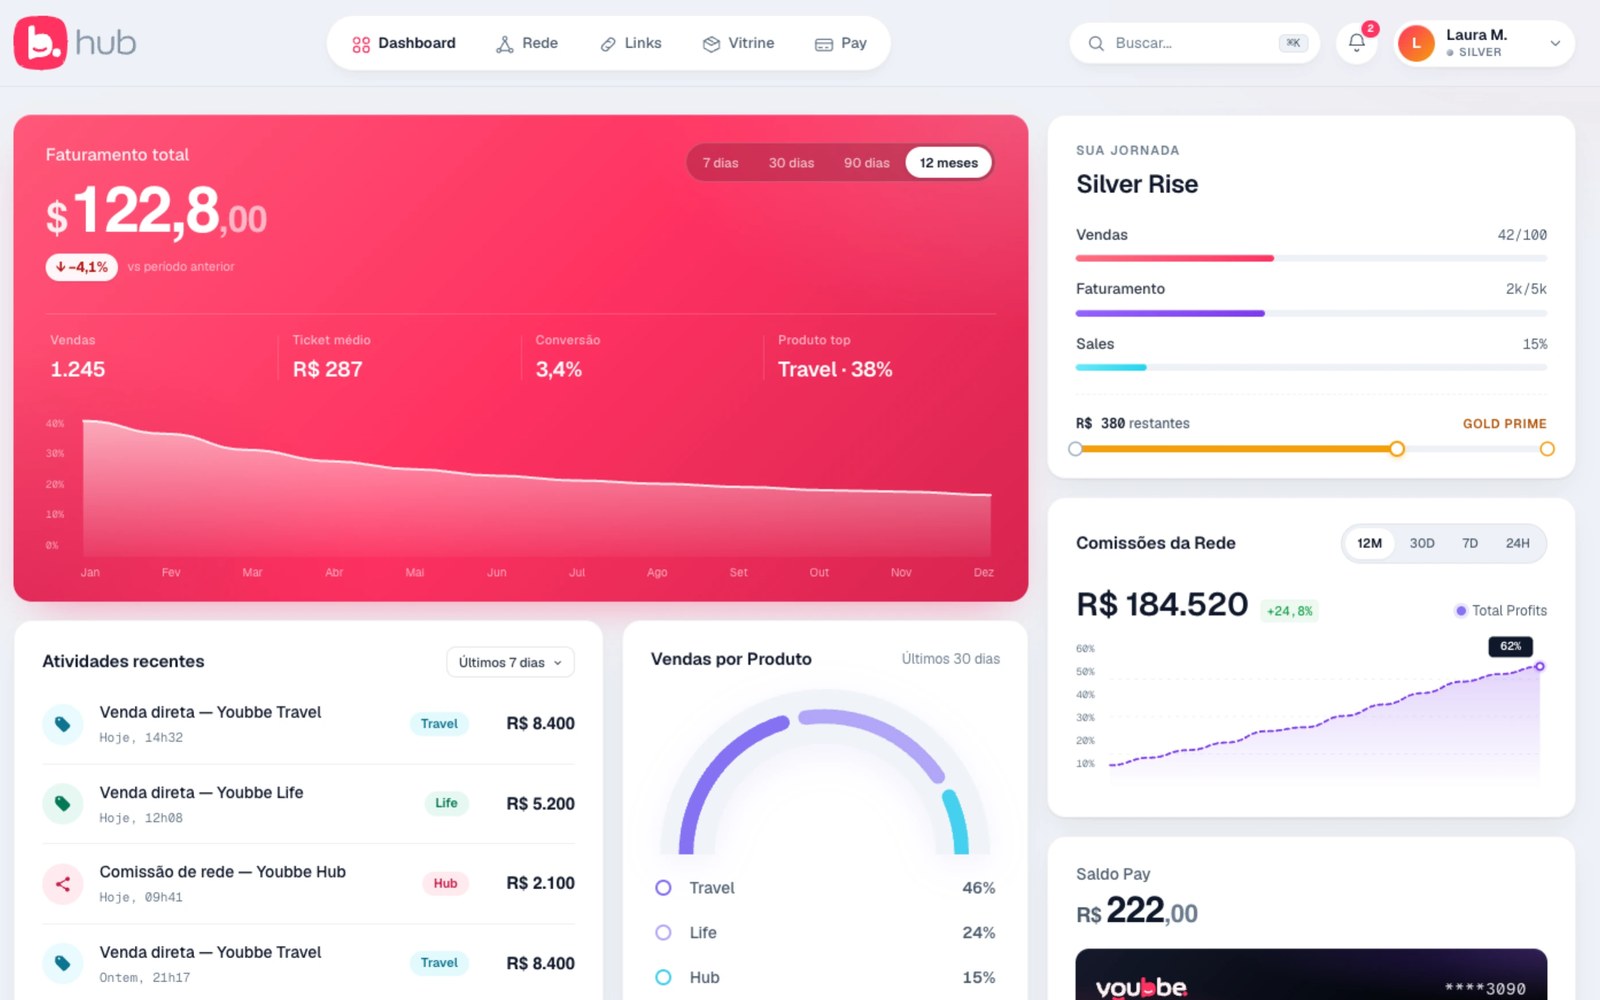 b. hub
Dashboard
Rede
Links
Vitrine
Pay
Buscar...
⌘K
2
L
Laura M.
SILVER
Faturamento total
$122,8,00
↓ −4,1%
vs período anterior
7 dias
30 dias
90 dias
12 meses
Vendas
1.245
Ticket médio
R$ 287
Conversão
3,4%
Produto top
Travel · 38%
40%
30%
20%
10%
0%
Jan Fev Mar Abr Mai Jun Jul Ago Set Out Nov Dez
SUA JORNADA
Silver Rise
Vendas 42/100
Faturamento 2k/5k
Sales 15%
R$ 380 restantes GOLD PRIME
Comissões da Rede
12M 30D 7D 24H
R$ 184.520 +24,8%
Total Profits
62%
60%
50%
40%
30%
20%
10%
Atividades recentes
Últimos 7 dias
Venda direta — Youbbe Travel
Hoje, 14h32
Travel
R$ 8.400
Venda direta — Youbbe Life
Hoje, 12h08
Life
R$ 5.200
Comissão de rede — Youbbe Hub
Hoje, 09h41
Hub
R$ 2.100
Venda direta — Youbbe Travel
Ontem, 21h17
Travel
R$ 8.400
Vendas por Produto
Últimos 30 dias
Travel 46%
Life 24%
Hub 15%
Saldo Pay
R$ 222,00
youbbe.
****3090